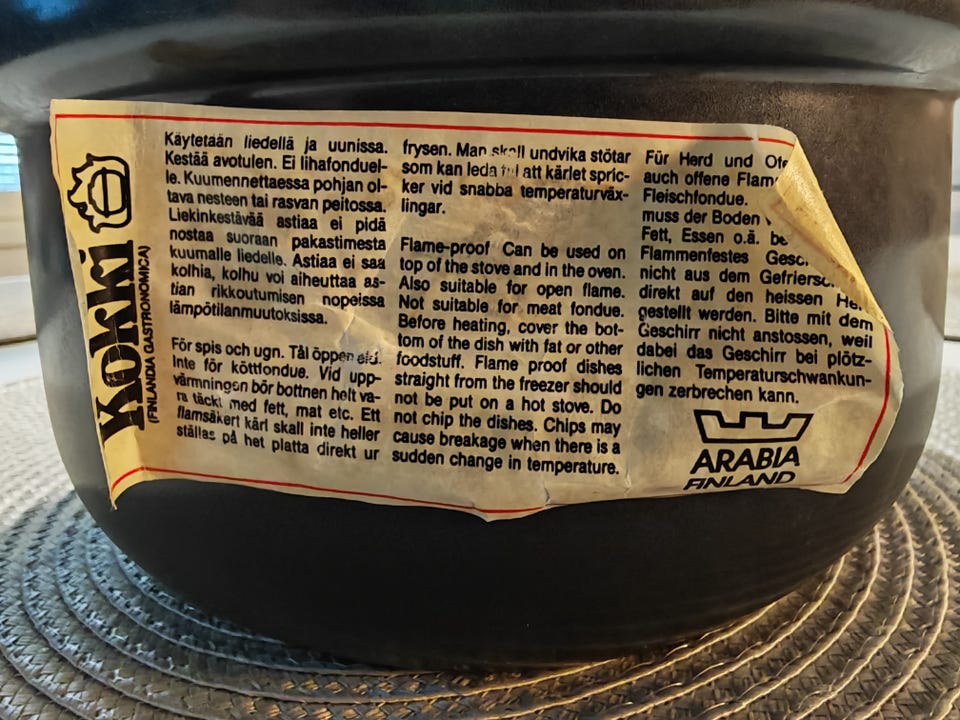 Kokki
(FINLANDIA GASTRONOMICA)
Käytetään liedellä ja uunissa.
Kestää avotulen. Ei lihafonduel-
le. Kuumennettaessa pohjan ol-
tava nesteen tai rasvan peitossa.
Liekinkestävää astiaa ei pidä
nostaa suoraan pakastimesta
kuumalle liedelle. Astiaa ei saa
kolhia, kolhu voi aiheuttaa as-
tian rikkoutumisen nopeissa
lämpötilanmuutoksissa.
För spis och ugn. Tål öppen eld.
Inte för köttfondue. Vid upp-
värmningen bör bottnen helt va-
ra täckt med fett, mat etc. Ett
flamsäkert kärl skall inte heller
ställas på het platta direkt ur
frysen. Man skall undvika stötar
som kan leda till att kärlet spric-
ker vid snabba temperaturväx-
lingar.
Flame-proof Can be used on
top of the stove and in the oven.
Also suitable for open flame.
Not suitable for meat fondue.
Before heating, cover the bot-
tom of the dish with fat or other
foodstuff. Flame proof dishes
straight from the freezer should
not be put on a hot stove. Do
not chip the dishes. Chips may
cause breakage when there is a
sudden change in temperature.
Für Herd und
auch offene
Fleischfondue.
muss der Boden
Fett, Essen o.ä.
Flammenfestes
nicht aus dem
direkt auf den heissen
gestellt werden. Bitte mit dem
Geschirr nicht anstossen, weil
dabei das Geschirr bei plötz-
lichen Temperaturschwankun-
gen zerbrechen kann.
ARABIA
FINLAND